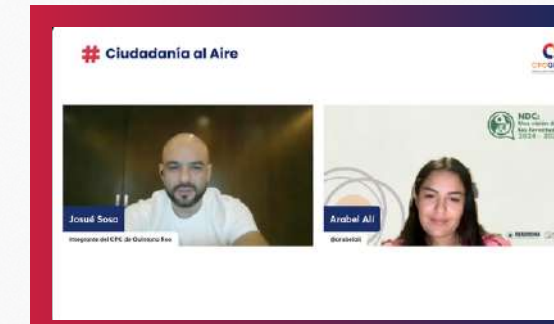 # Ciudadanía al Aire
NDC:
Josué Sosa
Integrante del CPC de Quintana Roo
Arabel Alí
@arabelali